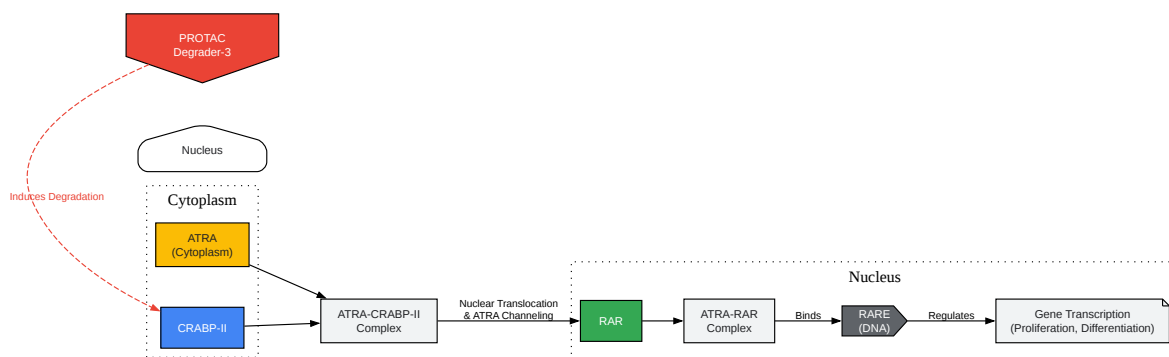 PROTAC
Degrader-3
Nucleus
Induces Degradation
Cytoplasm
ATRA
(Cytoplasm)
CRABP-II
ATRA-CRABP-II
Complex
Nuclear Translocation
& ATRA Channeling
Nucleus
RAR
ATRA-RAR
Complex
Binds
RARE
(DNA)
Regulates
Gene Transcription
(Proliferation, Differentiation)